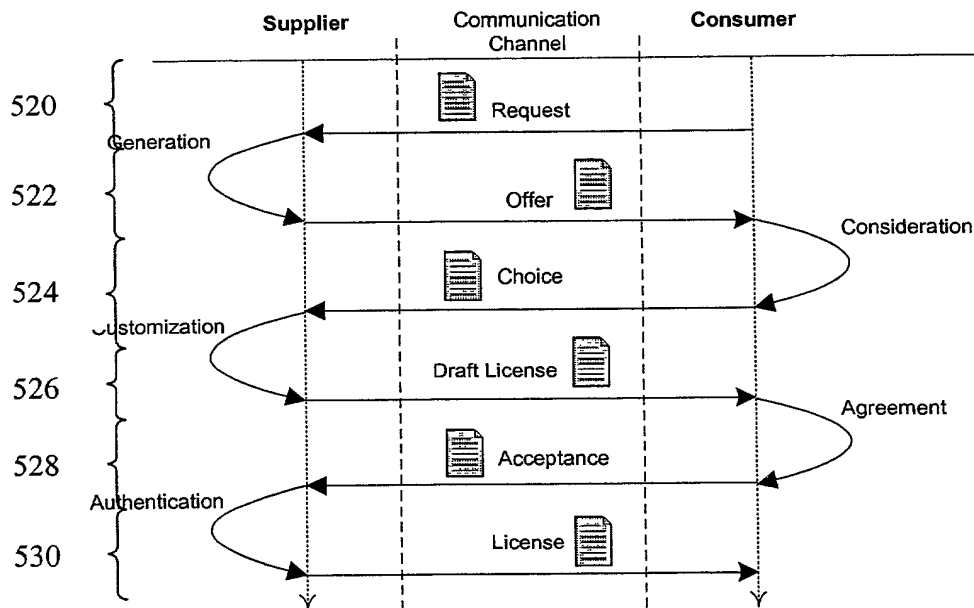 Supplier
Communication
Channel
Consumer
520
Request
Generation
522
Offer
Consideration
524
Choice
Customization
Draft License
526
Agreement
528
Acceptance
Authentication
License
530